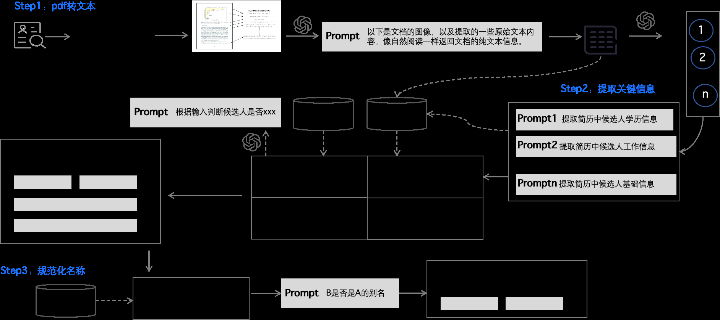 Step1：pdf转文本
Prompt 以下是文档的图像，以及提取的一些原始文本内容，像自然阅读一样返回文档的纯文本信息。
1
2
n
Step2，提取关键信息
Prompt 根据输入判断候选人是否xxx
Prompt1 提取简历中候选人学历信息
Prompt2 提取简历中候选人工作信息
Promptn 提取简历中候选人基础信息
Step3，规范化名称
Prompt B是否是A的别名